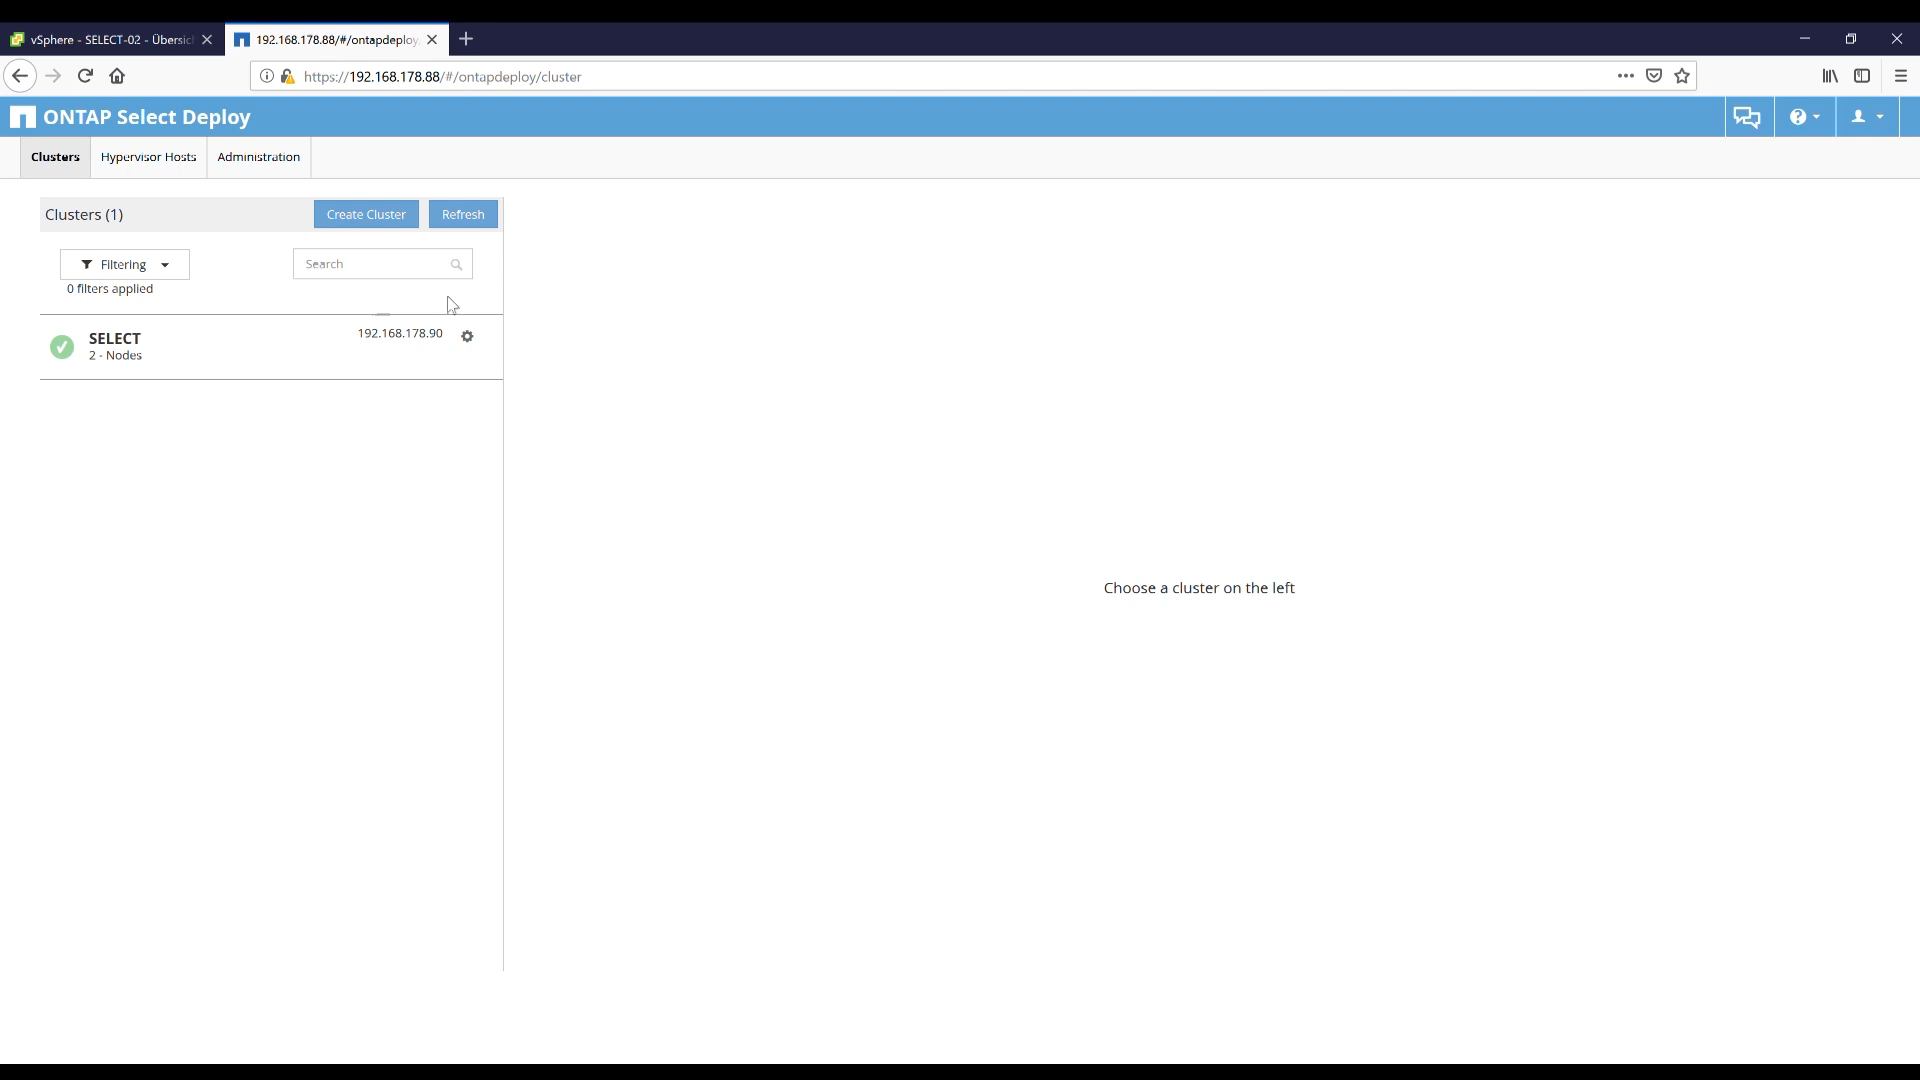 vSphere - SELECT-02 - Übersic
192.168.178.88/#/ontapdeploy
https://192.168.178.88/#/ontapdeploy/cluster
ONTAP Select Deploy
Clusters
Hypervisor Hosts
Administration
Clusters (1)
Create Cluster
Refresh
Filtering
Search
0 filters applied
SELECT
192.168.178.90
2 - Nodes
Choose a cluster on the left